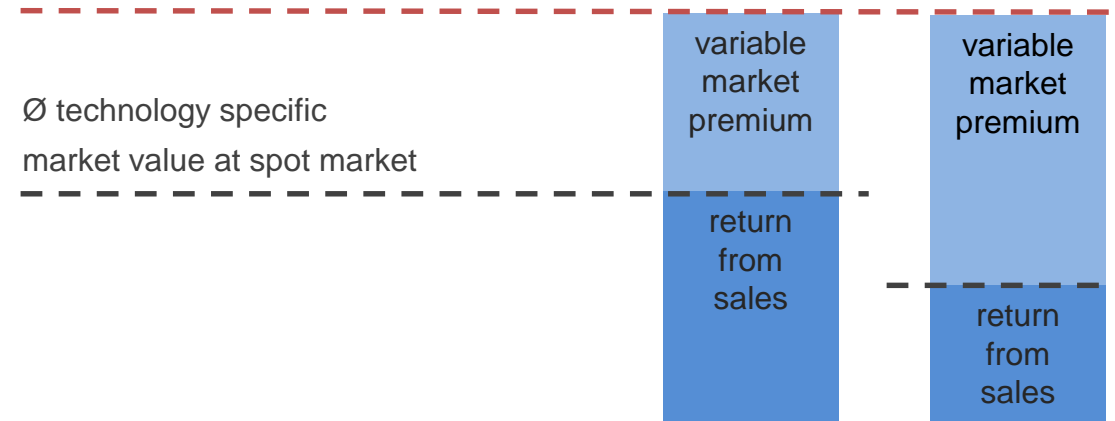 Ø technology specific
market value at spot market
variable
market
premium
return
from
sales
variable
market
premium
return
from
sales